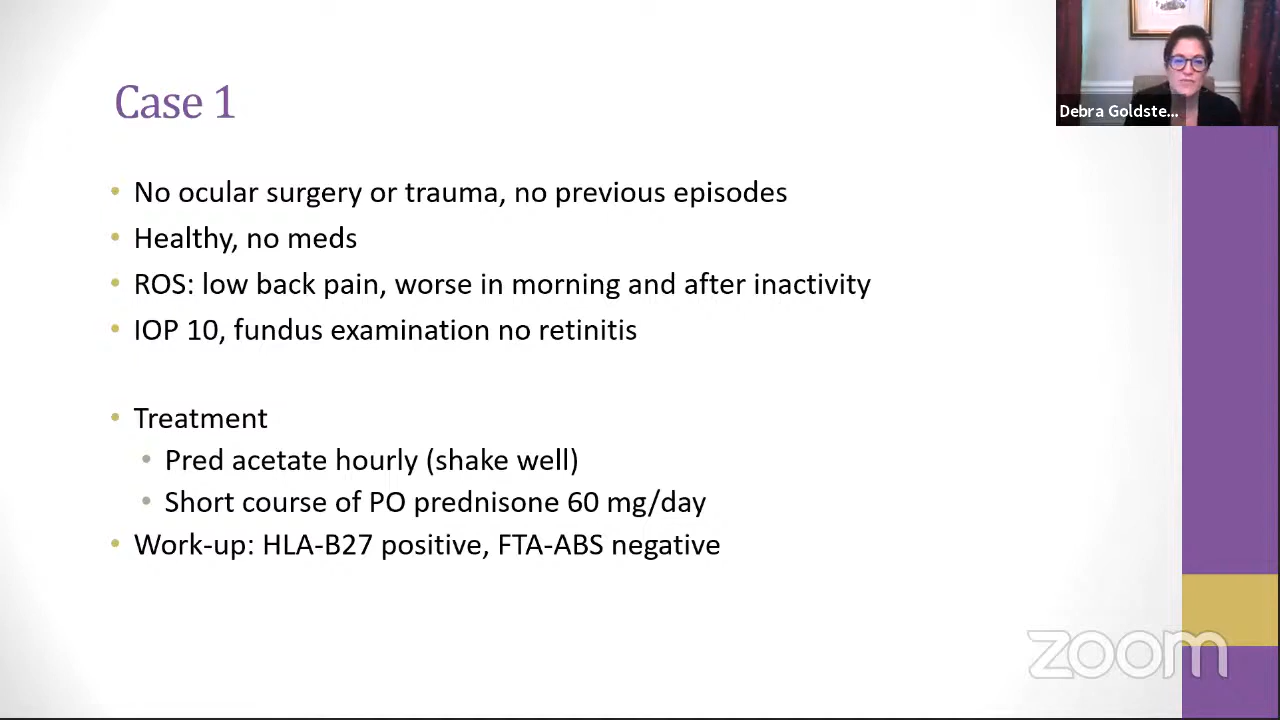 Case 1
Debra Goldste...
• No ocular surgery or trauma, no previous episodes
• Healthy, no meds
• ROS: low back pain, worse in morning and after inactivity
• IOP 10, fundus examination no retinitis
• Treatment
• Pred acetate hourly (shake well)
• Short course of PO prednisone 60 mg/day
• Work-up: HLA-B27 positive, FTA-ABS negative
zoom